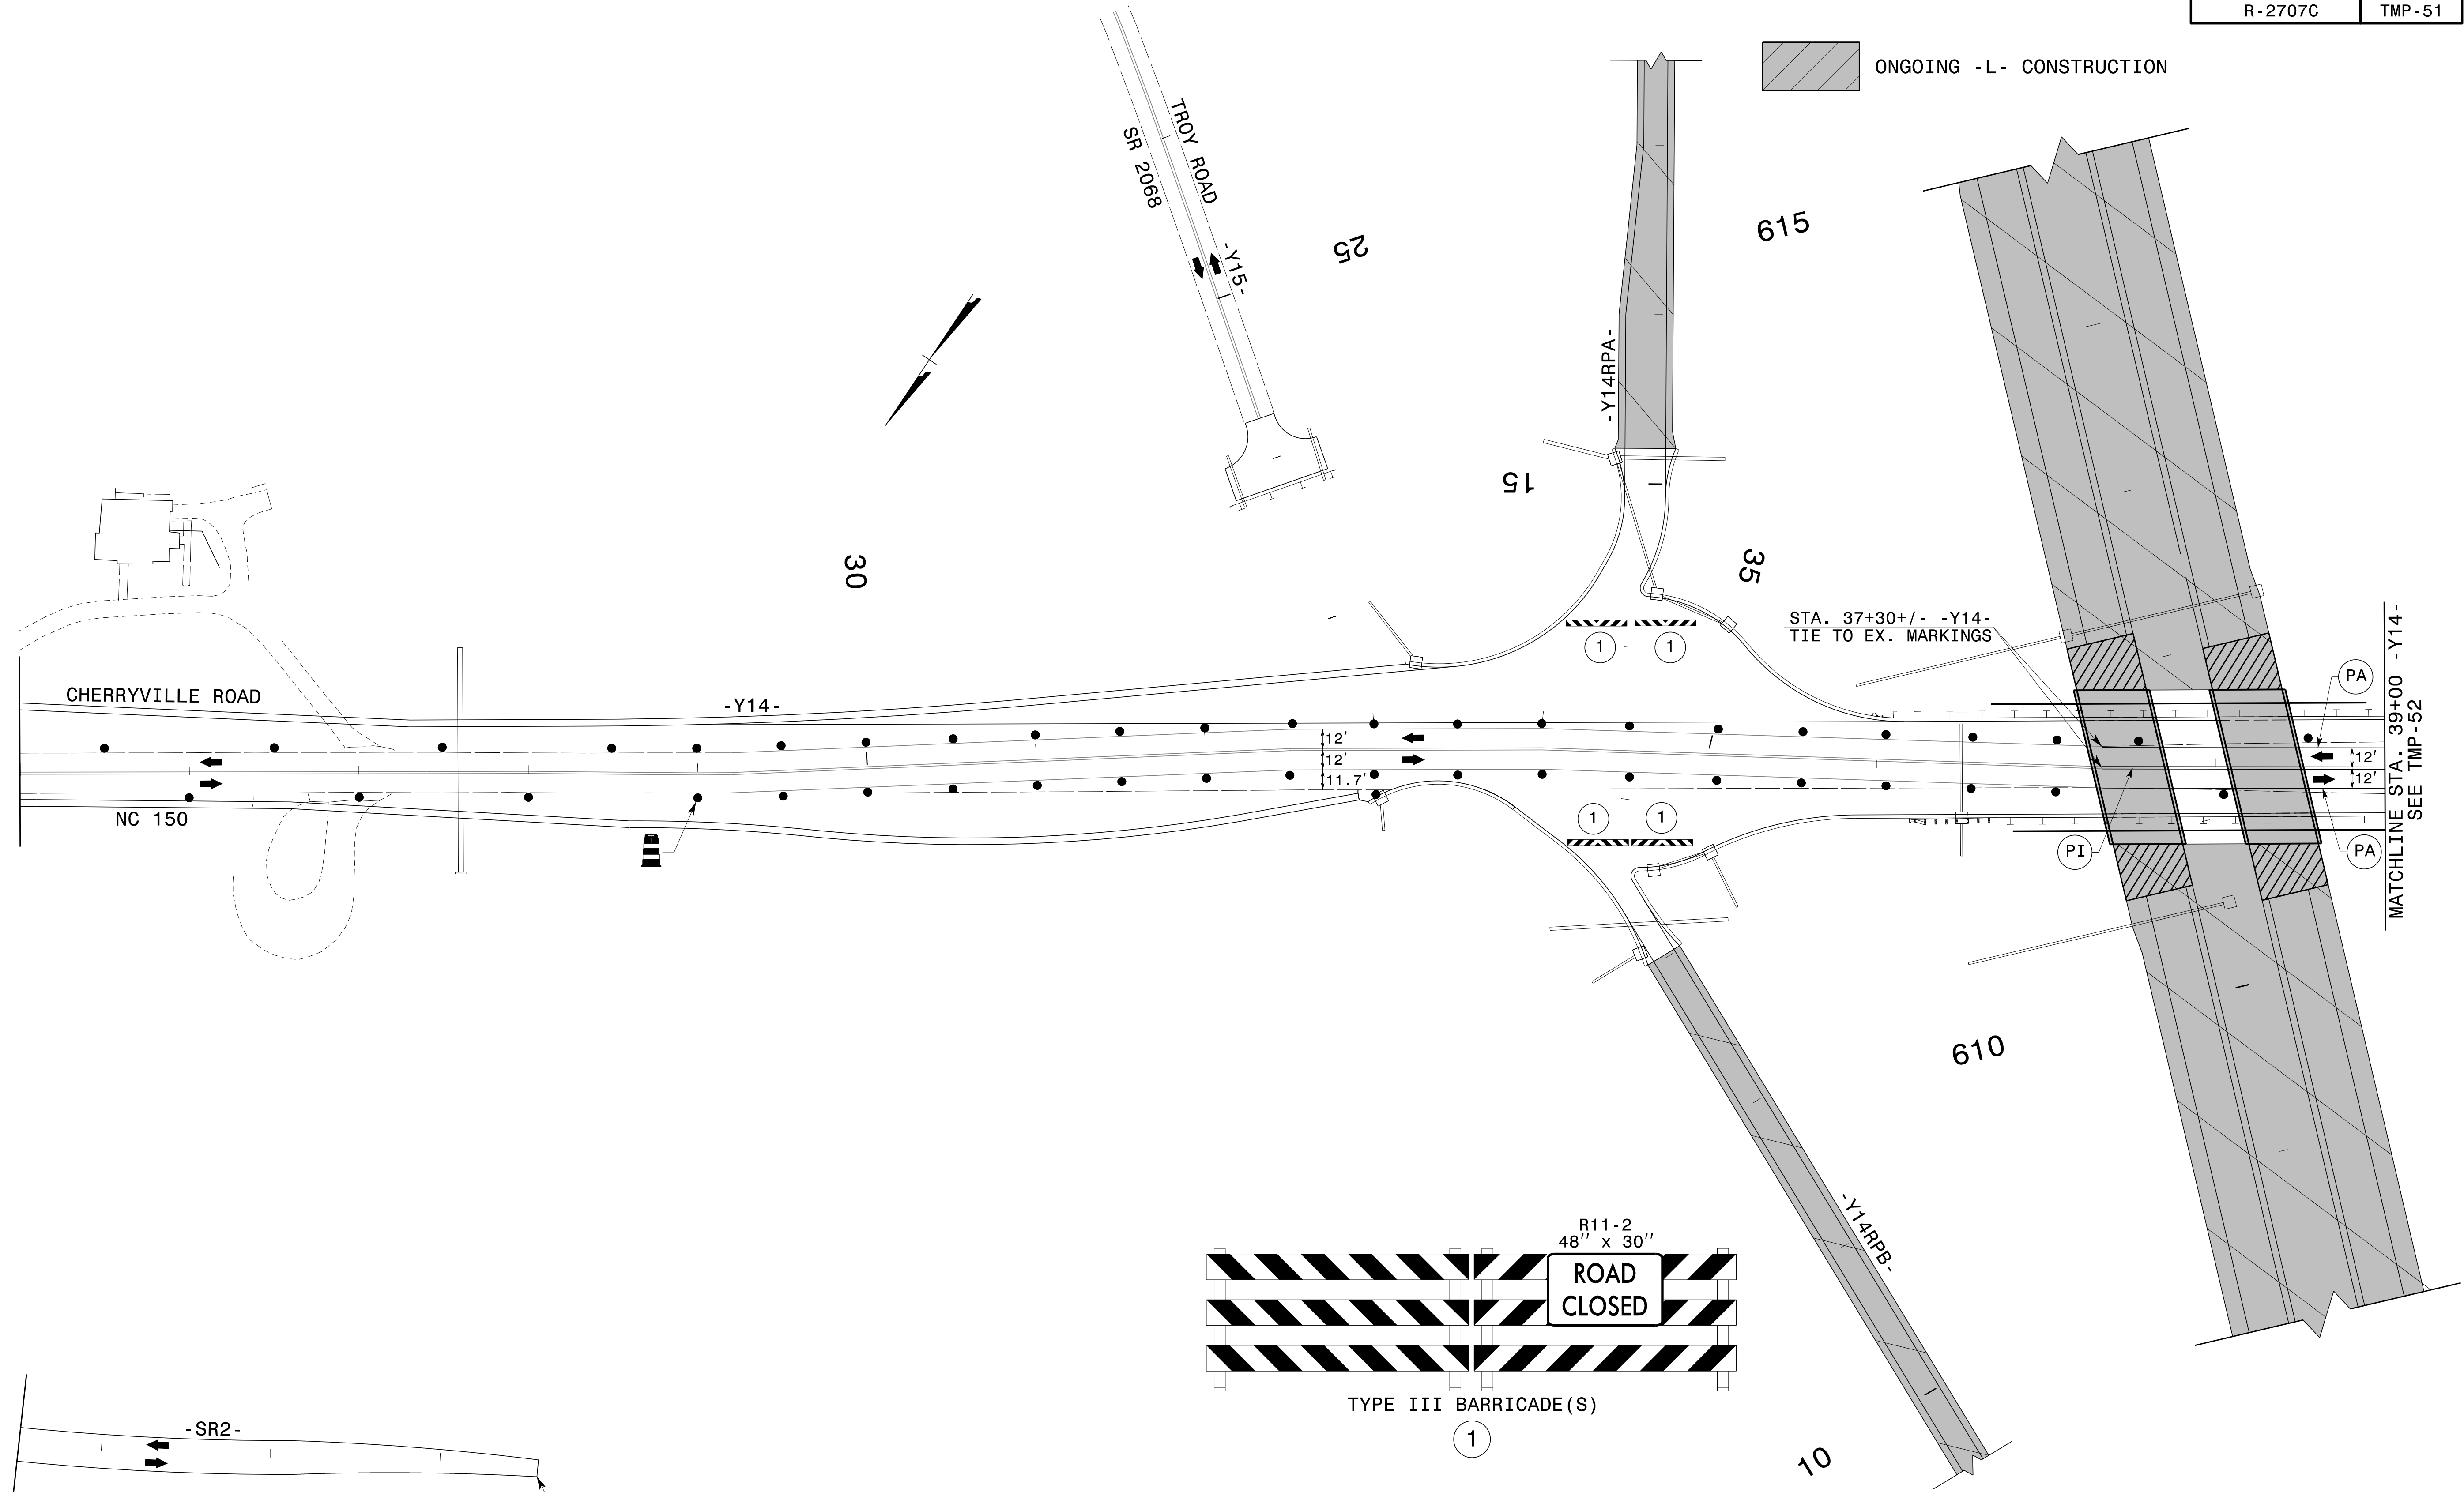 R-2707C
TMP-51
ONGOING -L- CONSTRUCTION
TROY ROAD
SR 2068
-Y15-
25
615
-Y14RPA-
15
35
30
STA. 37+30+/- -Y14-
TIE TO EX. MARKINGS
1
1
PA
MATCHLINE STA. 39+00 -Y14-
SEE TMP-52
CHERRYVILLE ROAD
-Y14-
12'
12'
11.7'
12'
12'
NC 150
1
1
PI
PA
610
-Y14RPB-
R11-2
48'' x 30''
ROAD
CLOSED
TYPE III BARRICADE(S)
1
-SR2-
10